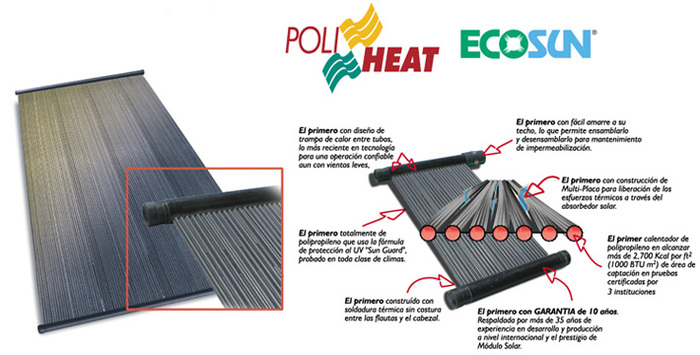 POLI
HEAT
ECOSUN®
El primero con diseño de
trampa de calor entre tubos,
lo más reciente en tecnología
para una operación confiable
aun con vientos leves,
El primero con fácil amarre a su
techo, lo que permite ensamblarlo
y desensamblarlo para mantenimiento
de impermeabilización.
El primero con construcción de
Multi-Placa para liberación de los
esfuerzos térmicos a través del
absorbedor solar.
El primero totalmente de
polipropileno que usa la fórmula
de protección al UV "Sun Guard",
probado en toda clase de climas.
El primer calentador de
polipropileno en alcanzar
más de 2,700 Kcal por ft²
(1000 BTU m²) de área de
captación en pruebas
certificadas por
3 instituciones
El primero construído con
soldadura térmica sin costura
entre las flautas y el cabezal.
El primero con GARANTIA de 10 años.
Respaldada por más de 35 años de
experiencia en desarrollo y producción
a nivel internacional y el prestigio de
Módulo Solar.